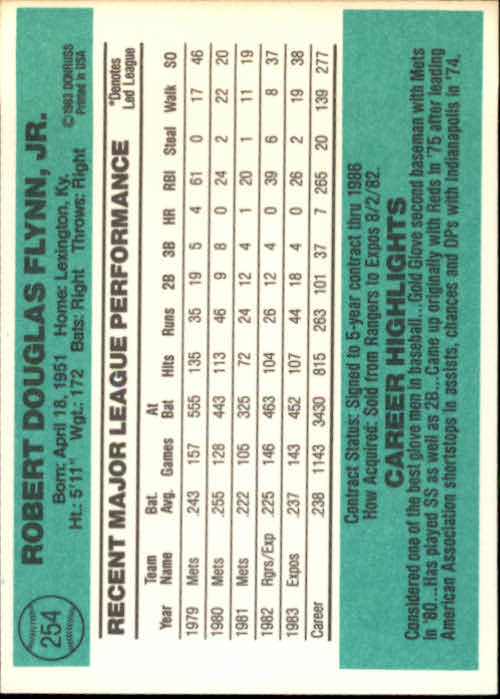 254
ROBERT DOUGLAS FLYNN, JR.
Born: April 18, 1951 Home: Lexington, Ky.
Ht.: 5'11" Wgt.: 172 Bats: Right Throws: Right
© 1983 DONRUSS
Printed in USA
RECENT MAJOR LEAGUE PERFORMANCE
*Denotes
Led League
Team Bat. At
Year Name Avg. Games Bat Hits Runs 2B 3B HR RBI Steal Walk SO
1979 Mets .243 157 555 135 35 19 5 4 61 0 17 46
1980 Mets .255 128 443 113 46 9 8 0 24 2 22 20
1981 Mets .222 105 325 72 24 12 4 1 20 1 11 19
1982 Rgrs/Exp .225 146 463 104 26 12 4 0 39 6 8 37
1983 Expos .237 143 452 107 44 18 4 0 26 2 19 38
Career .238 1143 3430 815 263 101 37 7 265 20 139 277
Contract Status: Signed to 5-year contract thru 1986
How Acquired: Sold from Rangers to Expos 8/2/82.
CAREER HIGHLIGHTS
Considered one of the best glove men in baseball...Gold Glove second baseman with Mets
in '80...Has played SS as well as 2B...Came up originally with Reds in '75 after leading
American Association shortstops in assists, chances and DPs with Indianapolis in '74.